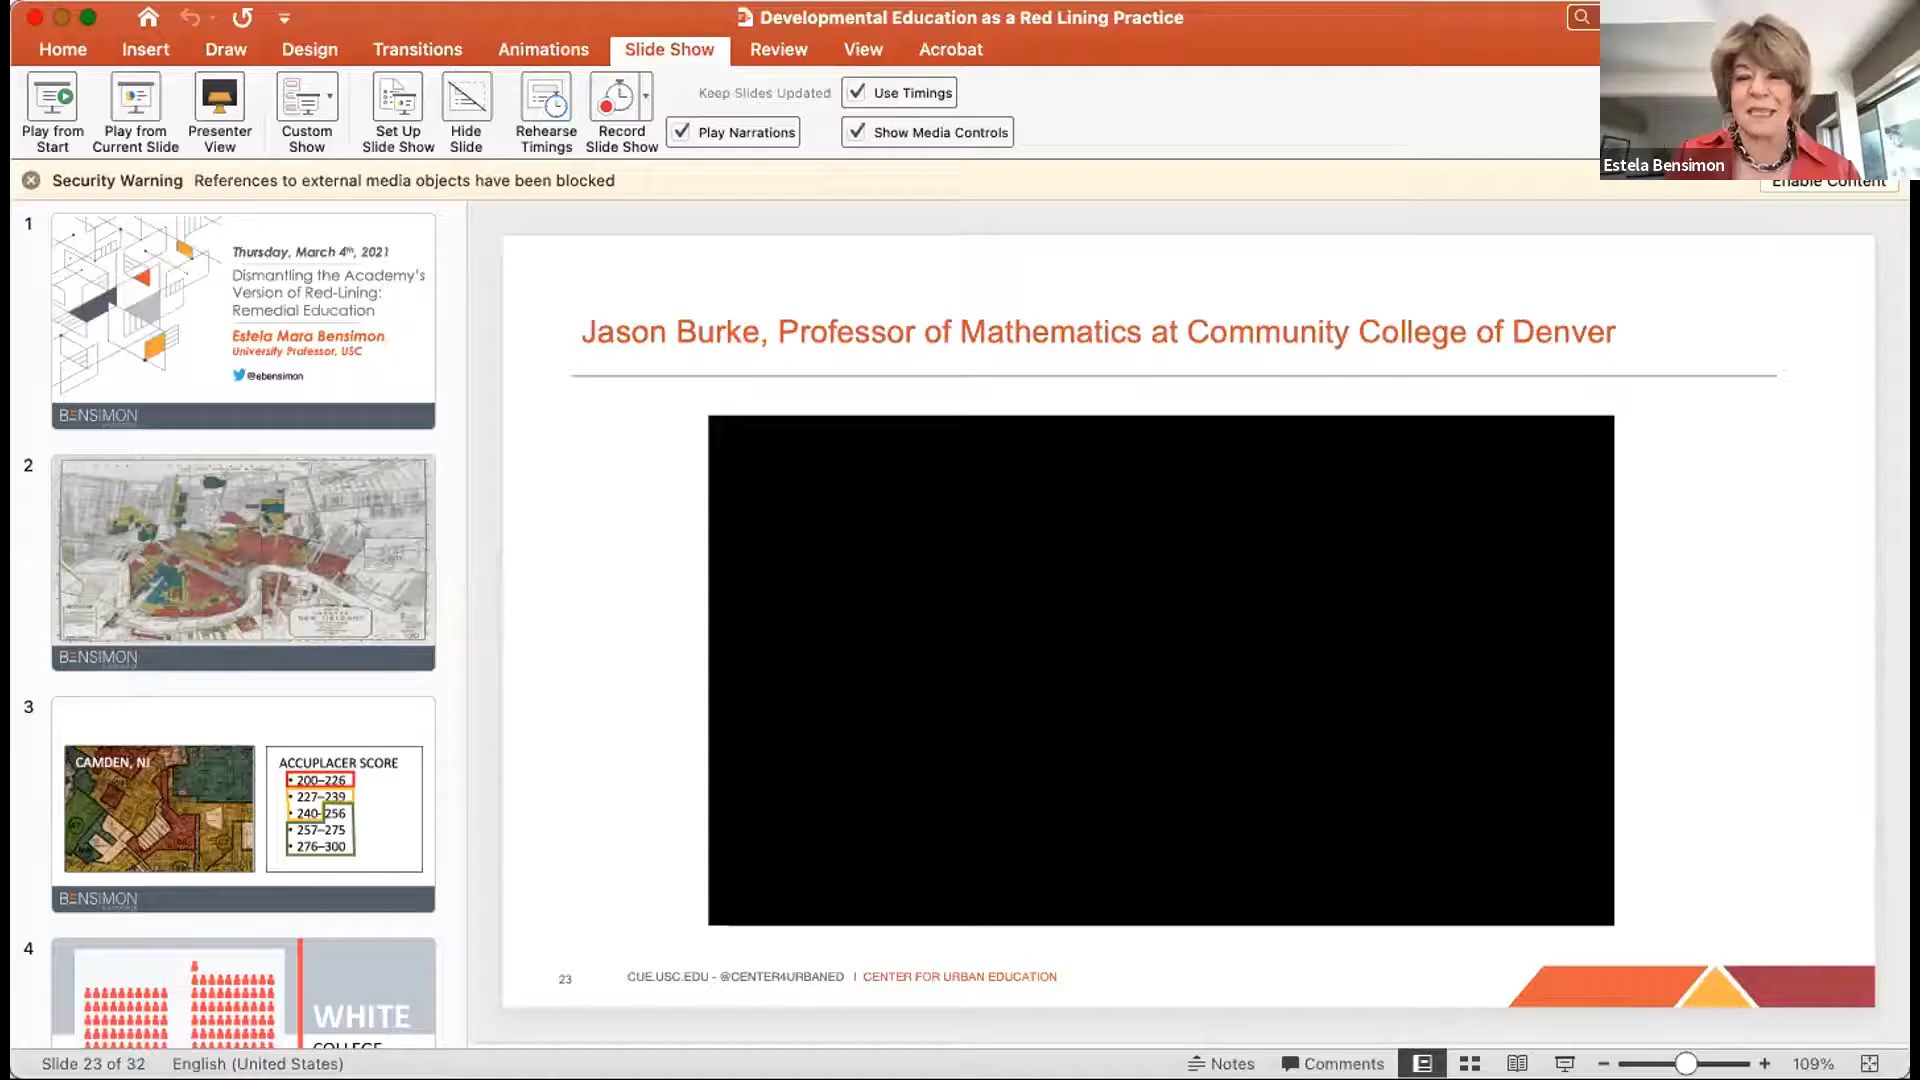 Developmental Education as a Red Lining Practice
Home Insert Draw Design Transitions Animations Slide Show Review View Acrobat
Play from Start
Play from Current Slide
Presenter View
Custom Show
Set Up Slide Show
Hide Slide
Rehearse Timings
Record Slide Show
Keep Slides Updated
Use Timings
Play Narrations
Show Media Controls
Estela Bensimon
Security Warning References to external media objects have been blocked
Enable Content
1
Thursday, March 4th, 2021
Dismantling the Academy's
Version of Red-Lining:
Remedial Education
Estela Mara Bensimon
University Professor, USC
@ebensimon
BENSIMON
2
NEW ORLEANS
BENSIMON
3
CAMDEN, NJ
ACCUPLACER SCORE
• 200–226
• 227–239
• 240-256
• 257–275
• 276–300
BENSIMON
4
WHITE
COLLEGE
Jason Burke, Professor of Mathematics at Community College of Denver
23
CUE.USC.EDU - @CENTER4URBANED | CENTER FOR URBAN EDUCATION
Slide 23 of 32 English (United States)
Notes Comments 109%